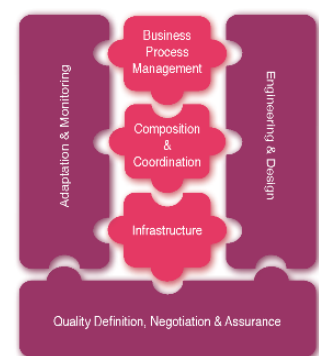 Business
Process
Management
Adaptation & Monitoring
Engineering & Design
Composition
&
Coordination
Infrastructure
Quality Definition, Negotiation & Assurance